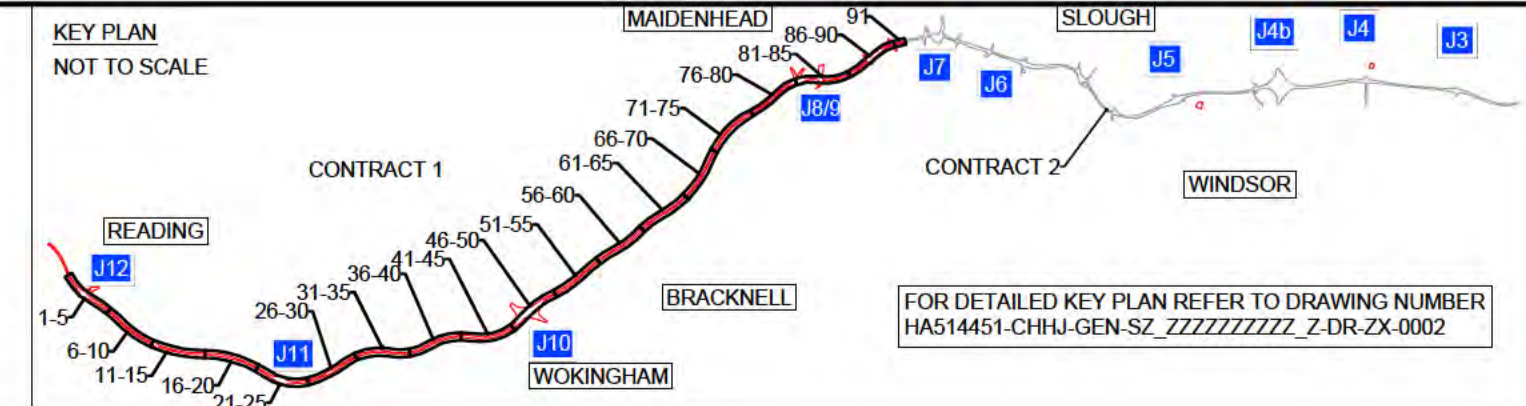 KEY PLAN
NOT TO SCALE
MAIDENHEAD
91
SLOUGH
86-90
81-85
76-80
J7
J6
J5
J4b
J4
J3
J8/9
71-75
66-70
CONTRACT 1
61-65
CONTRACT 2
WINDSOR
56-60
51-55
READING
46-50
41-45
36-40
31-35
26-30
J12
1-5
6-10
11-15
16-20
21-25
J11
J10
BRACKNELL
WOKINGHAM
FOR DETAILED KEY PLAN REFER TO DRAWING NUMBER
HA514451-CHHJ-GEN-SZ_ZZZZZZZZZZ_Z-DR-ZX-0002